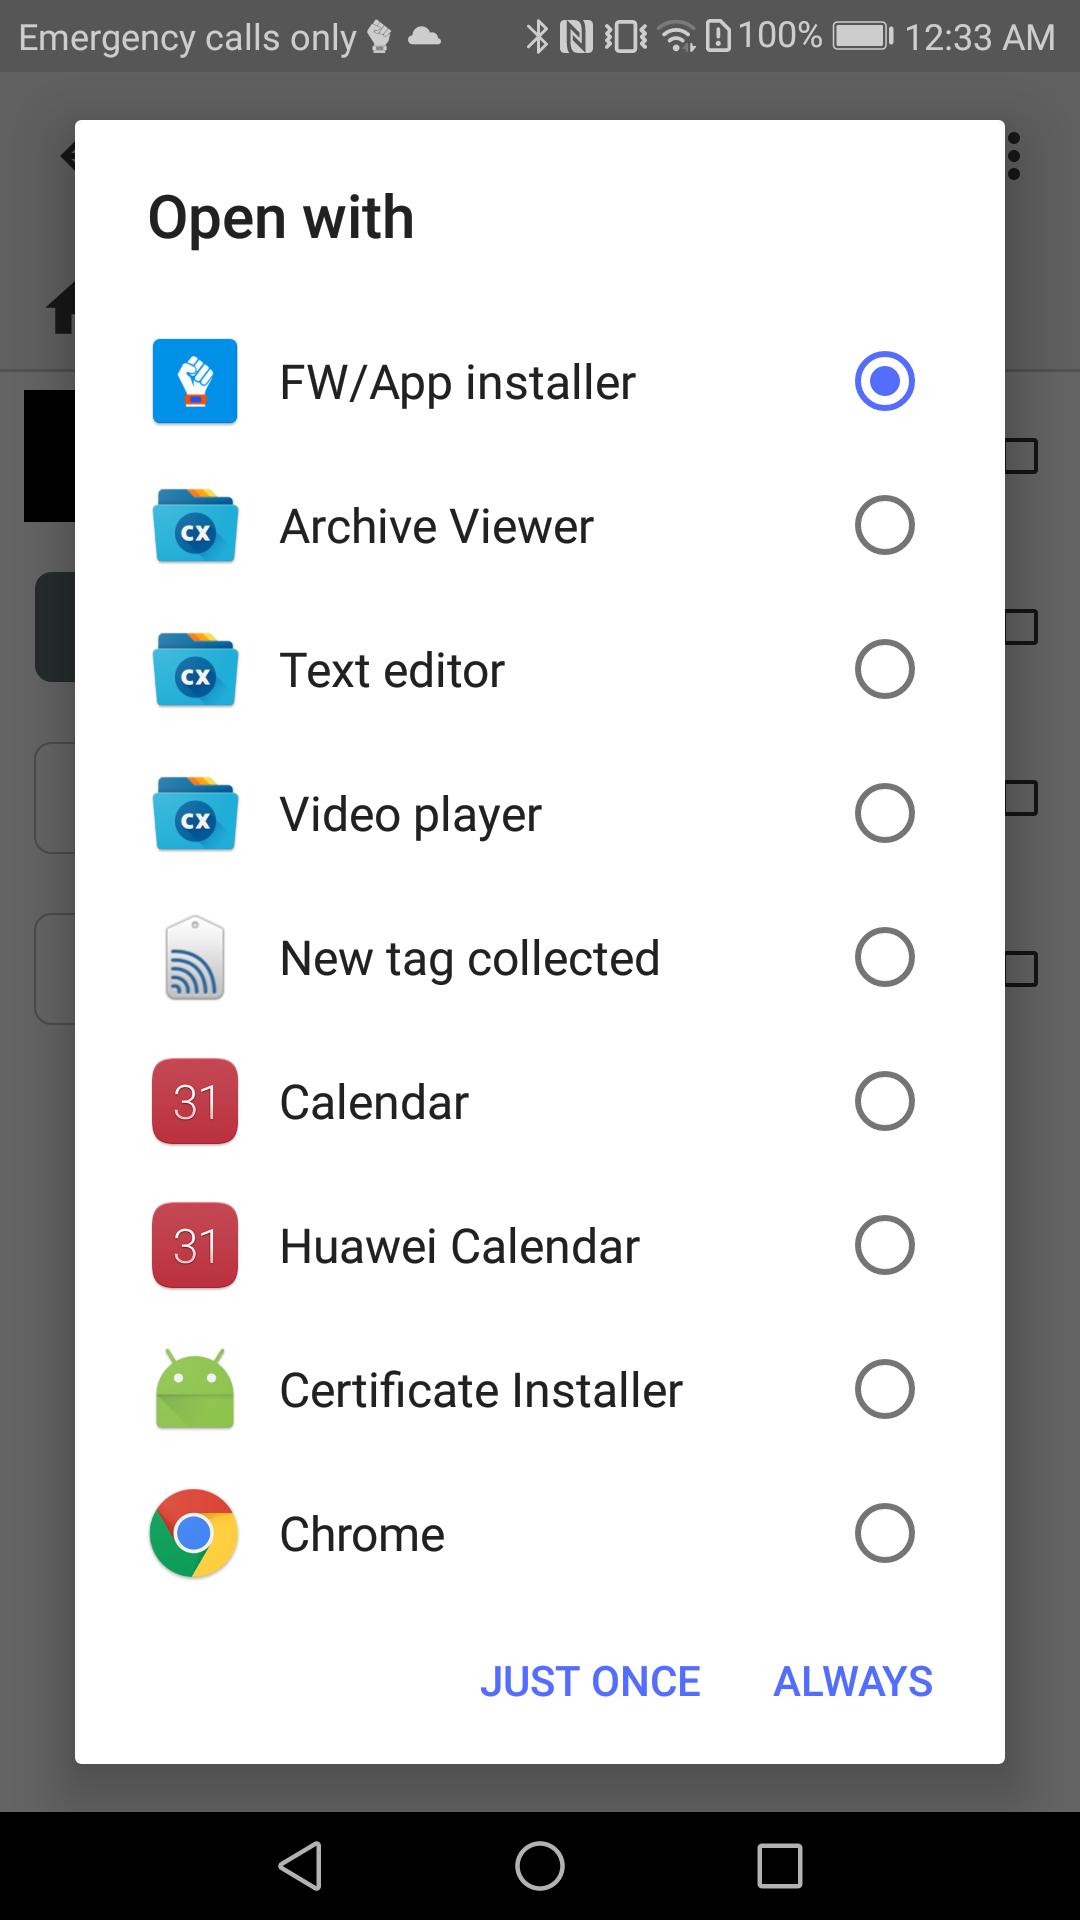 Emergency calls only 100% 12:33 AM
Open with
FW/App installer
cx Archive Viewer
cx Text editor
cx Video player
New tag collected
31 Calendar
31 Huawei Calendar
Certificate Installer
Chrome
JUST ONCE ALWAYS